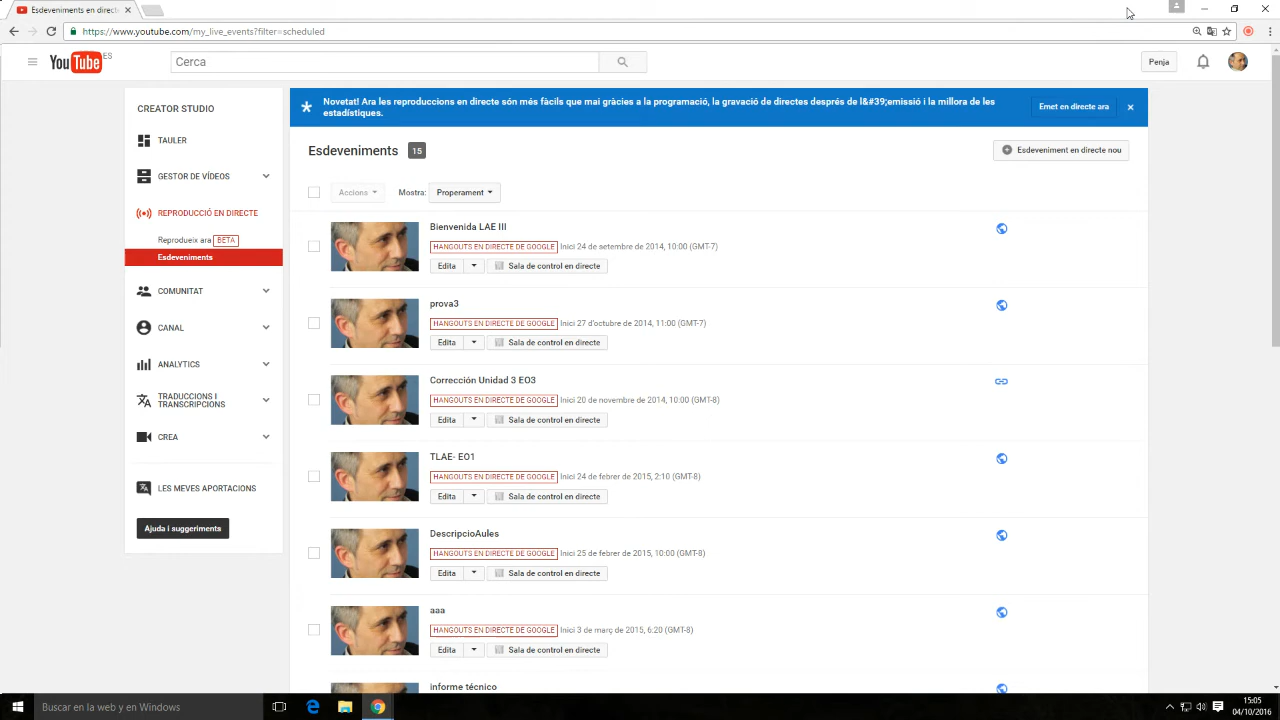 Esdeveniments en directe
https://www.youtube.com/my_live_events?filter=scheduled
YouTube ES
Cerca
Penja
CREATOR STUDIO
TAULER
GESTOR DE VÍDEOS
REPRODUCCIÓ EN DIRECTE
Reprodueix ara BETA
Esdeveniments
COMUNITAT
CANAL
ANALYTICS
TRADUCCIONS I
TRANSCRIPCIONS
CREA
LES MEVES APORTACIONS
Ajuda i suggeriments
Novetat! Ara les reproduccions en directe són més fàcils que mai gràcies a la programació, la gravació de directes després de l&#39;emissió i la millora de les
estadístiques.
Emet en directe ara
Esdeveniments 15
Esdeveniment en directe nou
Accions
Mostra: Properament
Bienvenida LAE III
HANGOUTS EN DIRECTE DE GOOGLE Inici 24 de setembre de 2014, 10:00 (GMT-7)
Edita Sala de control en directe
prova3
HANGOUTS EN DIRECTE DE GOOGLE Inici 27 d'octubre de 2014, 11:00 (GMT-7)
Edita Sala de control en directe
Corrección Unidad 3 EO3
HANGOUTS EN DIRECTE DE GOOGLE Inici 20 de novembre de 2014, 10:00 (GMT-8)
Edita Sala de control en directe
TLAE- EO1
HANGOUTS EN DIRECTE DE GOOGLE Inici 24 de febrer de 2015, 2:10 (GMT-8)
Edita Sala de control en directe
DescripcioAules
HANGOUTS EN DIRECTE DE GOOGLE Inici 25 de febrer de 2015, 10:00 (GMT-8)
Edita Sala de control en directe
aaa
HANGOUTS EN DIRECTE DE GOOGLE Inici 3 de març de 2015, 6:20 (GMT-8)
Edita Sala de control en directe
informe técnico
Buscar en la web y en Windows
15:05
04/10/2016